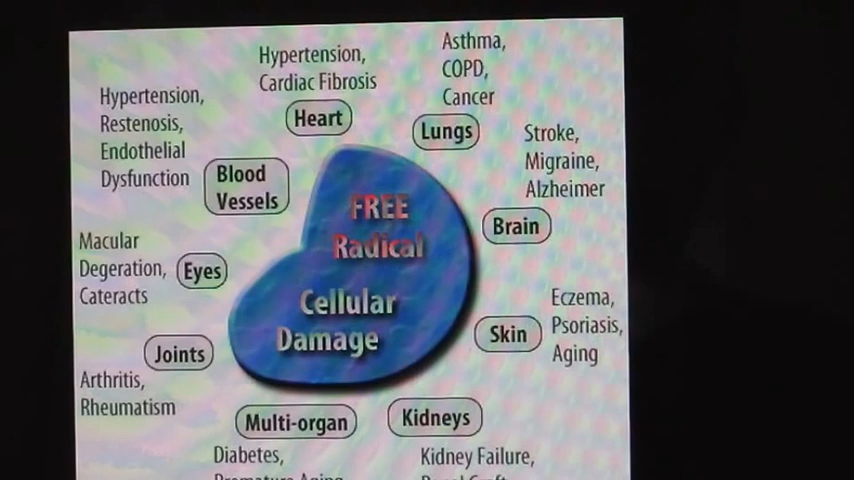 Hypertension,
Cardiac Fibrosis
Heart
Asthma,
COPD,
Cancer
Lungs
Hypertension,
Restenosis,
Endothelial
Dysfunction
Blood
Vessels
Stroke,
Migraine,
Alzheimer
Brain
FREE
Radical
Cellular
Damage
Macular
Degeration,
Cateracts
Eyes
Skin
Eczema,
Psoriasis,
Aging
Joints
Arthritis,
Rheumatism
Multi-organ
Diabetes,
Premature Aging
Kidneys
Kidney Failure,